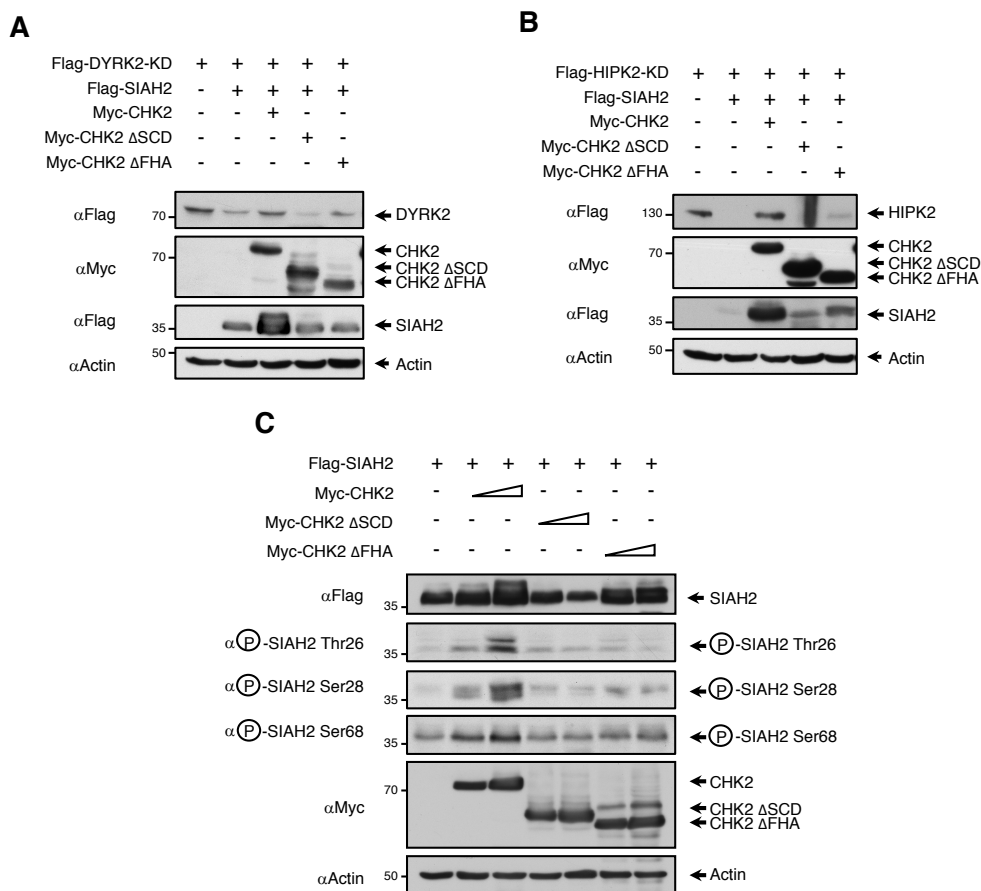 A
Flag-DYRK2-KD + + + + +
Flag-SIAH2 - + + + +
Myc-CHK2 - - + - -
Myc-CHK2 ΔSCD - - - + -
Myc-CHK2 ΔFHA - - - - +
αFlag 70 DYRK2
αMyc 70 CHK2
CHK2 ΔSCD
CHK2 ΔFHA
αFlag 35 SIAH2
αActin 50 Actin
B
Flag-HIPK2-KD + + + + +
Flag-SIAH2 - + + + +
Myc-CHK2 - - + - -
Myc-CHK2 ΔSCD - - - + -
Myc-CHK2 ΔFHA - - - - +
αFlag 130 HIPK2
αMyc 70 CHK2
CHK2 ΔSCD
CHK2 ΔFHA
αFlag 35 SIAH2
αActin 50 Actin
C
Flag-SIAH2 + + + + + + +
Myc-CHK2 - - - - -
Myc-CHK2 ΔSCD - - - - -
Myc-CHK2 ΔFHA - - - - -
αFlag 35 SIAH2
αⓅ-SIAH2 Thr26 35 Ⓟ-SIAH2 Thr26
αⓅ-SIAH2 Ser28 35 Ⓟ-SIAH2 Ser28
αⓅ-SIAH2 Ser68 35 Ⓟ-SIAH2 Ser68
αMyc 70 CHK2
CHK2 ΔSCD
CHK2 ΔFHA
αActin 50 Actin